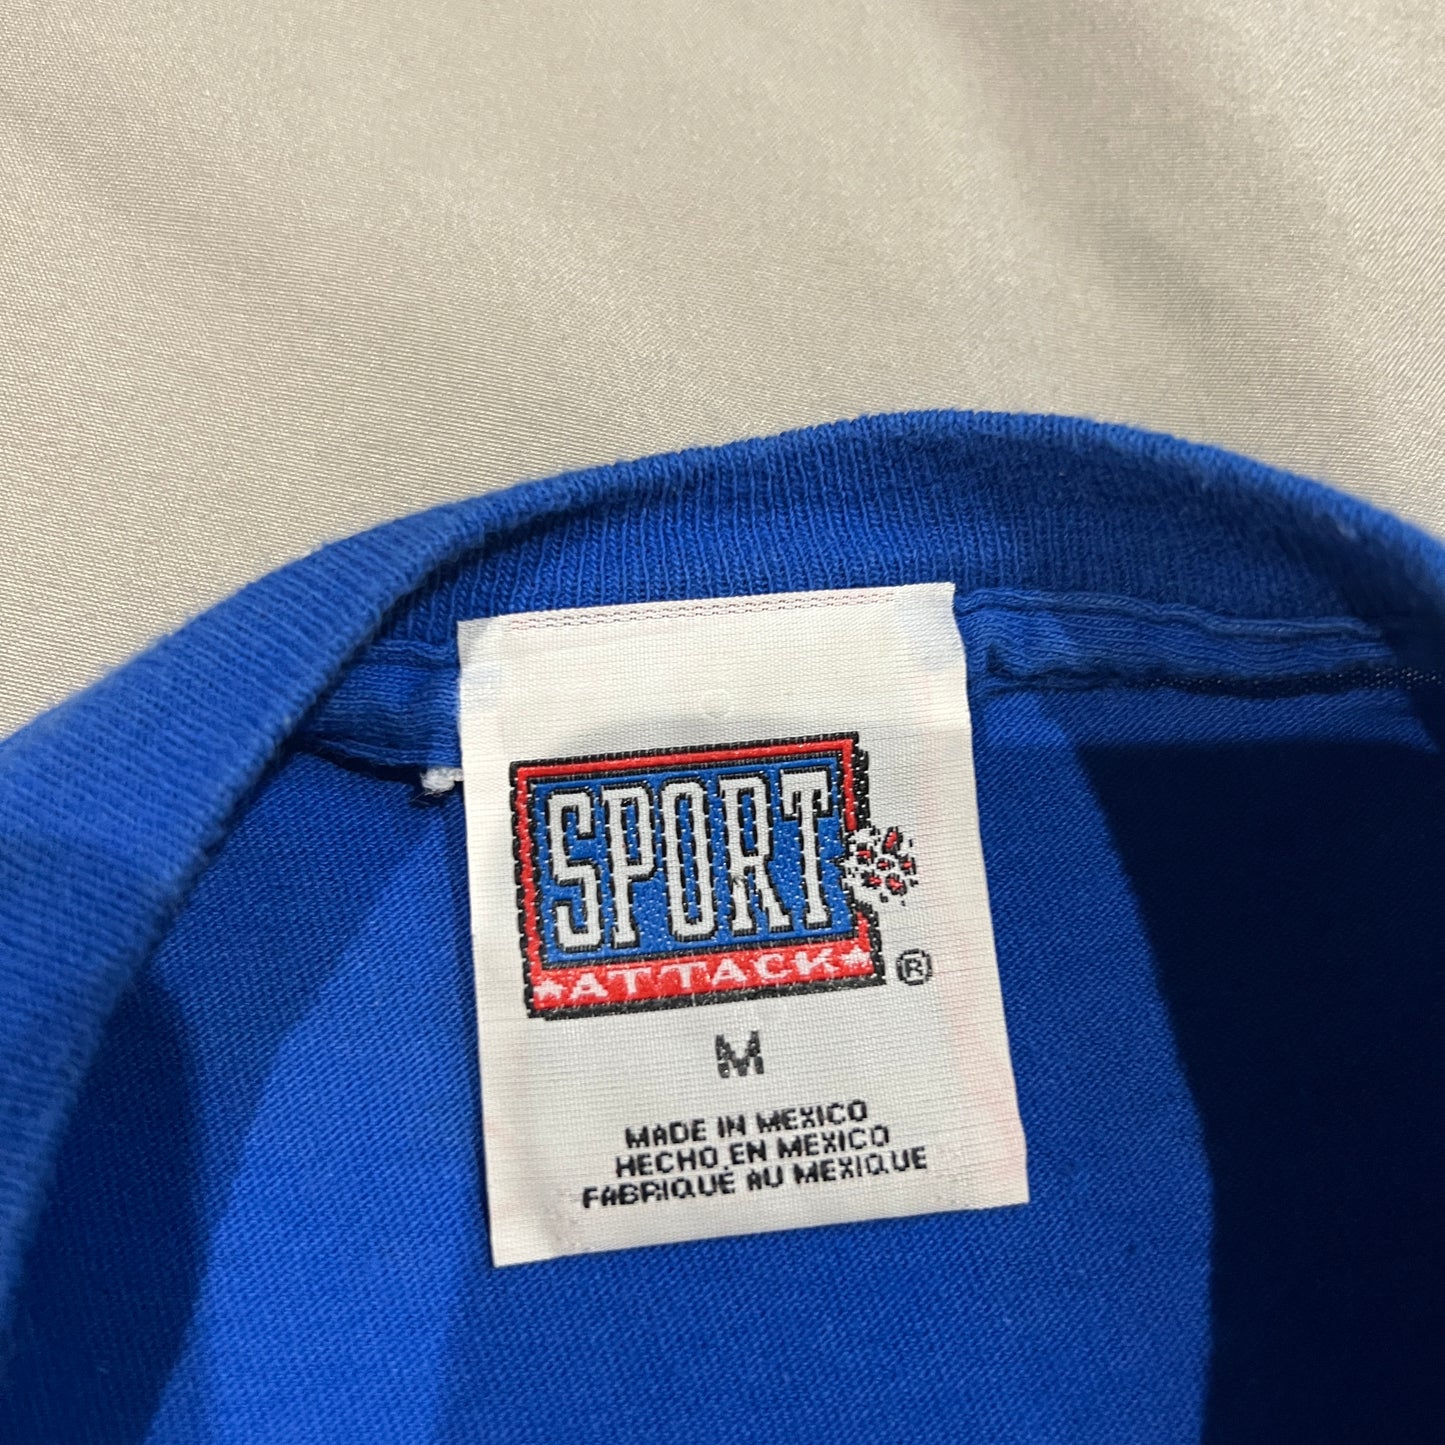 SPORT
ATTACK
®
M
MADE IN MEXICO
HECHO EN MEXICO
FABRIQUÉ AU MEXIQUE